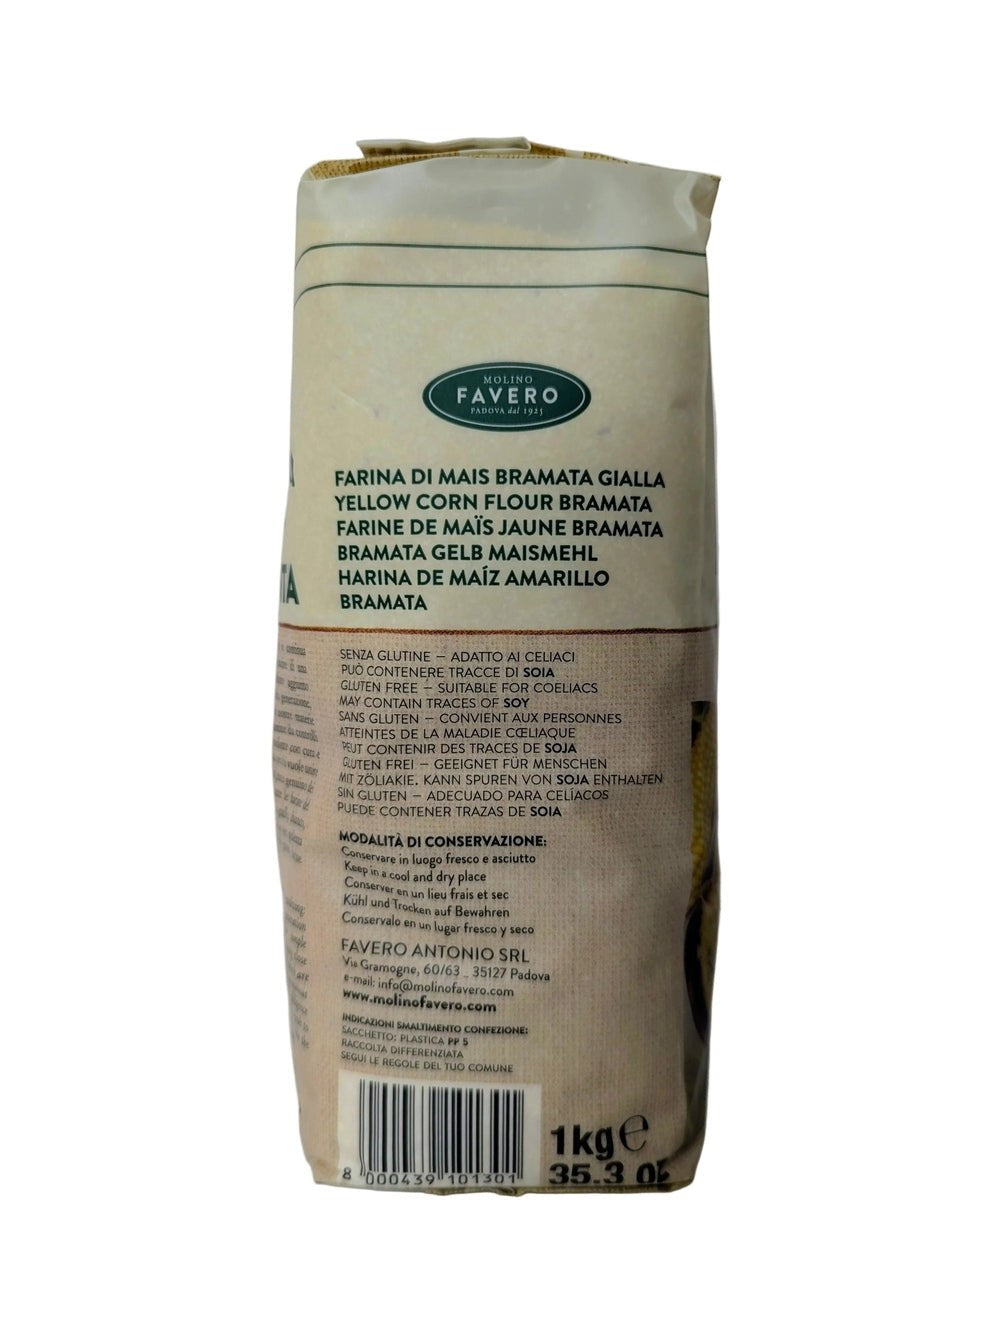 MOLINO
FAVERO
PADOVA dal 1925
FARINA DI MAIS BRAMATA GIALLA
YELLOW CORN FLOUR BRAMATA
FARINE DE MAÏS JAUNE BRAMATA
BRAMATA GELB MAISMEHL
HARINA DE MAÍZ AMARILLO
BRAMATA
TA
SENZA GLUTINE – ADATTO AI CELIACI
PUÒ CONTENERE TRACCE DI SOIA
GLUTEN FREE – SUITABLE FOR COELIACS
MAY CONTAIN TRACES OF SOY
SANS GLUTEN – CONVIENT AUX PERSONNES
ATTEINTES DE LA MALADIE CŒLIAQUE
PEUT CONTENIR DES TRACES DE SOJA
GLUTEN FREI – GEEIGNET FÜR MENSCHEN
MIT ZÖLIAKIE. KANN SPUREN VON SOJA ENTHALTEN
SIN GLUTEN – ADECUADO PARA CELÍACOS
PUEDE CONTENER TRAZAS DE SOIA
MODALITÀ DI CONSERVAZIONE:
Conservare in luogo fresco e asciutto
Keep in a cool and dry place
Conserver en un lieu frais et sec
Kühl und Trocken auf Bewahren
Conservalo en un lugar fresco y seco
FAVERO ANTONIO SRL
Via Gramogne, 60/63 _ 35127 Padova
e-mail: info@molinofavero.com
www.molinofavero.com
INDICAZIONI SMALTIMENTO CONFEZIONE:
SACCHETTO: PLASTICA PP 5
RACCOLTA DIFFERENZIATA
SEGUI LE REGOLE DEL TUO COMUNE
8 000439 101301
1kg ℮
35.3 oz